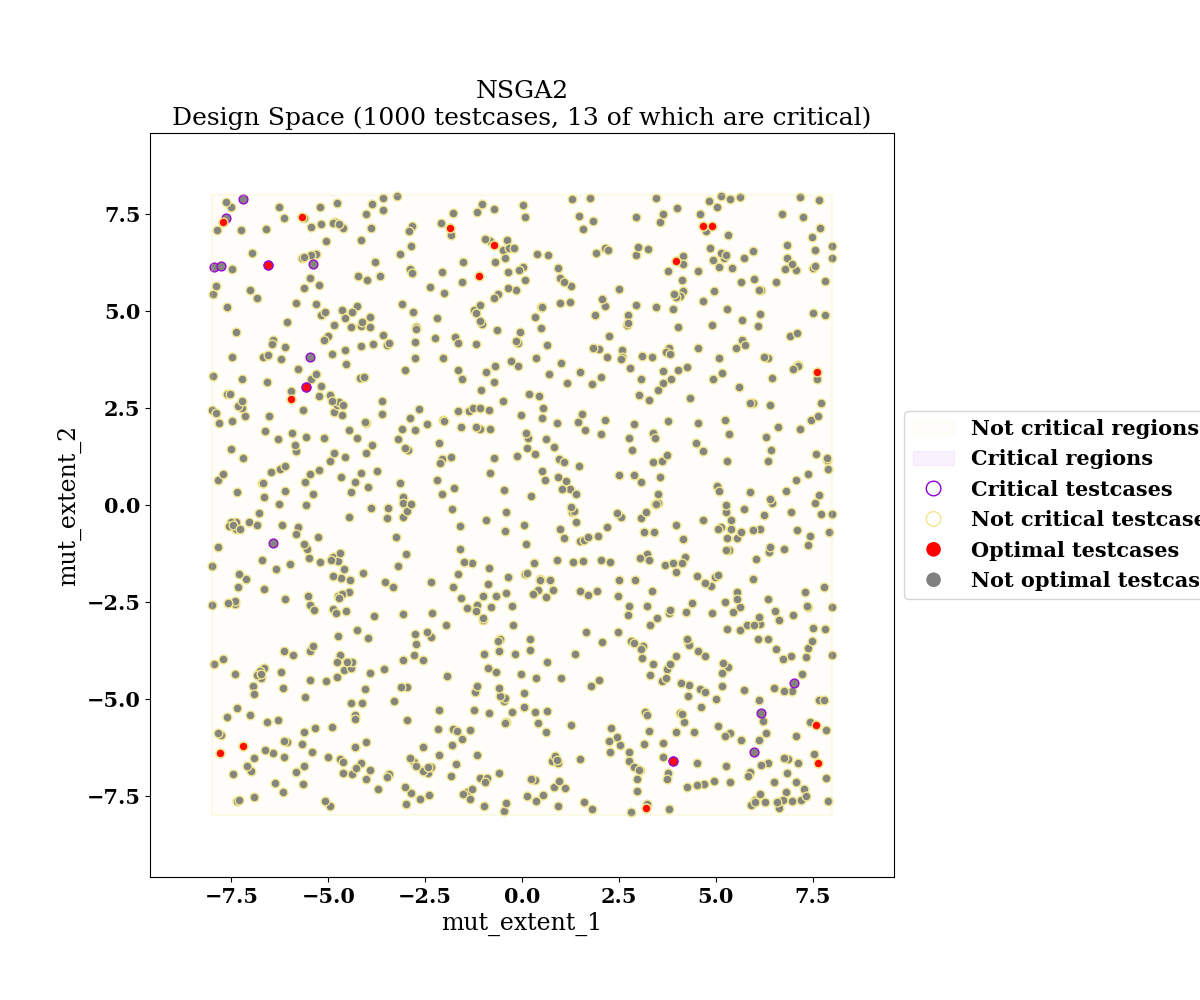 NSGA2
Design Space (1000 testcases, 13 of which are critical)
7.5
5.0
2.5
0.0
−2.5
−5.0
−7.5
mut_extent_2
−7.5 −5.0 −2.5 0.0 2.5 5.0 7.5
mut_extent_1
Not critical regions
Critical regions
Critical testcases
Not critical testcase
Optimal testcases
Not optimal testcas